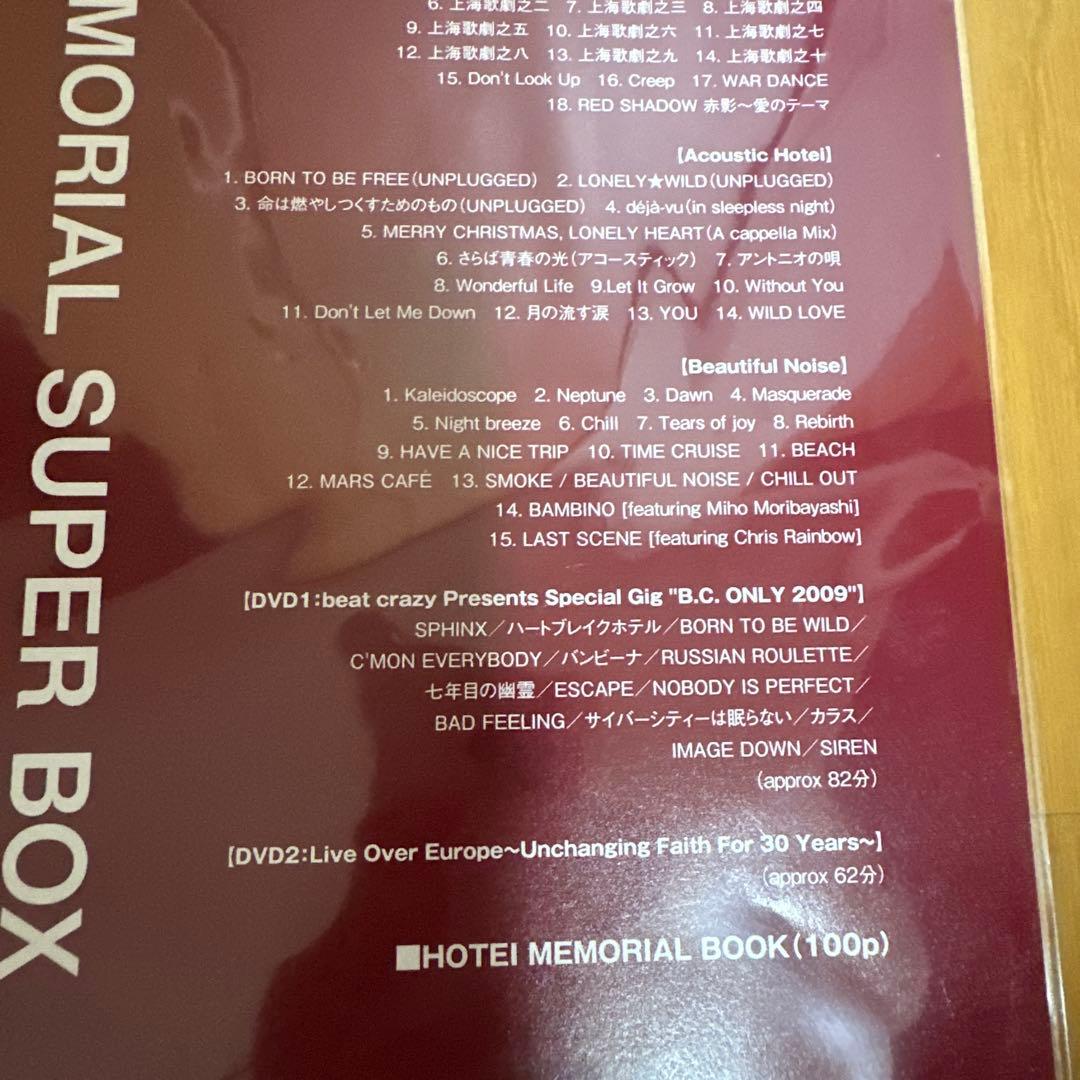 MORIAL SUPER BOX
6. 上海歌劇之二 7. 上海歌劇之三 8. 上海歌劇之四
9. 上海歌劇之五 10. 上海歌劇之六 11. 上海歌劇之七
12. 上海歌劇之八 13. 上海歌劇之九 14. 上海歌劇之十
15. Don't Look Up 16. Creep 17. WAR DANCE
18. RED SHADOW 赤影〜愛のテーマ
【Acoustic Hotei】
1. BORN TO BE FREE(UNPLUGGED) 2. LONELY★WILD(UNPLUGGED)
3. 命は燃やしつくすためのもの(UNPLUGGED) 4. déjà-vu(in sleepless night)
5. MERRY CHRISTMAS, LONELY HEART(A cappella Mix)
6. さらば青春の光(アコースティック) 7. アントニオの唄
8. Wonderful Life 9.Let It Grow 10. Without You
11. Don't Let Me Down 12. 月の流す涙 13. YOU 14. WILD LOVE
【Beautiful Noise】
1. Kaleidoscope 2. Neptune 3. Dawn 4. Masquerade
5. Night breeze 6. Chill 7. Tears of joy 8. Rebirth
9. HAVE A NICE TRIP 10. TIME CRUISE 11. BEACH
12. MARS CAFÉ 13. SMOKE / BEAUTIFUL NOISE / CHILL OUT
14. BAMBINO [featuring Miho Moribayashi]
15. LAST SCENE [featuring Chris Rainbow]
【DVD1:beat crazy Presents Special Gig "B.C. ONLY 2009"】
SPHINX/ハートブレイクホテル/BORN TO BE WILD/
C'MON EVERYBODY/バンビーナ/RUSSIAN ROULETTE/
七年目の幽霊/ESCAPE/NOBODY IS PERFECT/
BAD FEELING/サイバーシティーは眠らない/カラス/
IMAGE DOWN/SIREN
(approx 82分)
【DVD2:Live Over Europe〜Unchanging Faith For 30 Years〜】
(approx 62分)
■HOTEI MEMORIAL BOOK(100p)